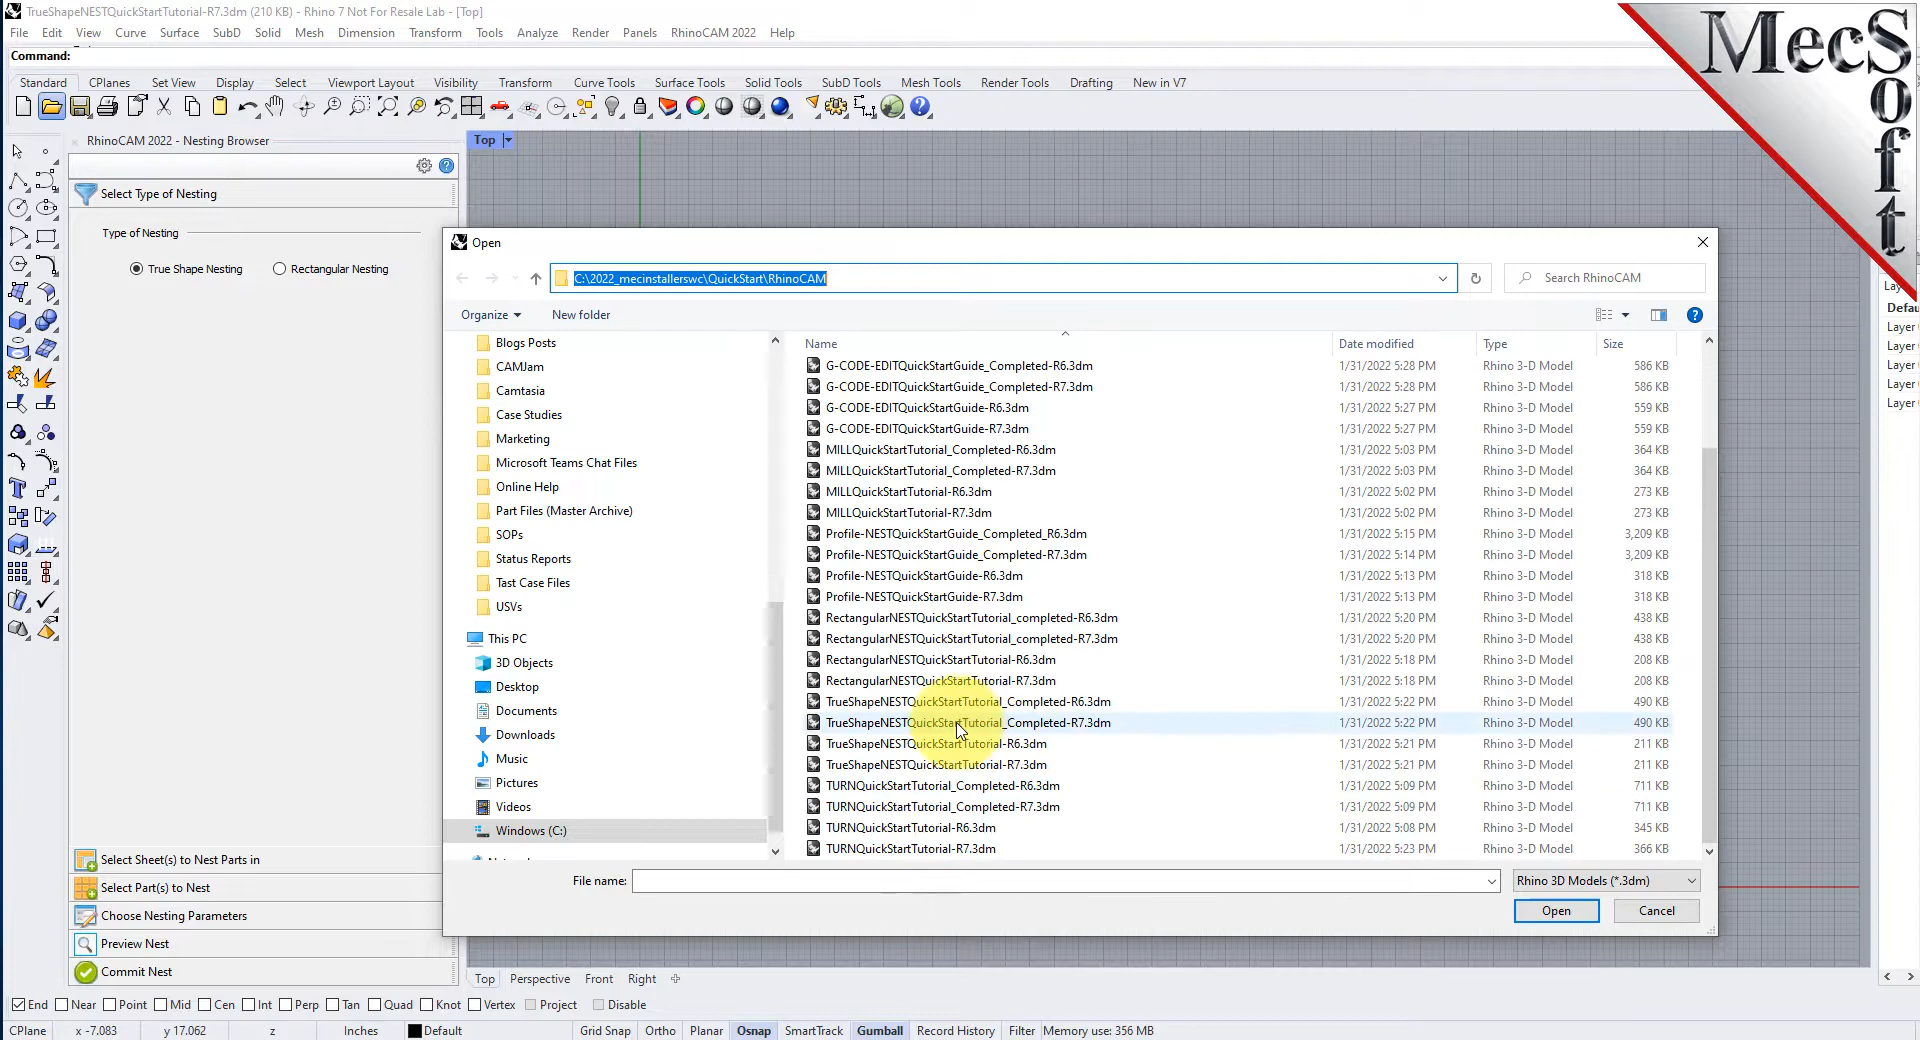 TrueShapeNESTQuickStartTutorial-R7.3dm (210 KB) - Rhino 7 Not For Resale Lab - [Top]
File Edit View Curve Surface SubD Solid Mesh Dimension Transform Tools Analyze Render Panels RhinoCAM 2022 Help
Command:
Standard CPlanes Set View Display Select Viewport Layout Visibility Transform Curve Tools Surface Tools Solid Tools SubD Tools Mesh Tools Render Tools Drafting New in V7
MecSoft
RhinoCAM 2022 - Nesting Browser
Top
Select Type of Nesting
Type of Nesting
True Shape Nesting Rectangular Nesting
Open
C:\2022_mecinstallerswc\QuickStart\RhinoCAM
Search RhinoCAM
Organize New folder
Name Date modified Type Size
Blogs Posts
CAMJam
Camtasia
Case Studies
Marketing
Microsoft Teams Chat Files
Online Help
Part Files (Master Archive)
SOPs
Status Reports
Tast Case Files
USVs
This PC
3D Objects
Desktop
Documents
Downloads
Music
Pictures
Videos
Windows (C:)
G-CODE-EDITQuickStartGuide_Completed-R6.3dm 1/31/2022 5:28 PM Rhino 3-D Model 586 KB
G-CODE-EDITQuickStartGuide_Completed-R7.3dm 1/31/2022 5:28 PM Rhino 3-D Model 586 KB
G-CODE-EDITQuickStartGuide-R6.3dm 1/31/2022 5:27 PM Rhino 3-D Model 559 KB
G-CODE-EDITQuickStartGuide-R7.3dm 1/31/2022 5:27 PM Rhino 3-D Model 559 KB
MILLQuickStartTutorial_Completed-R6.3dm 1/31/2022 5:03 PM Rhino 3-D Model 364 KB
MILLQuickStartTutorial_Completed-R7.3dm 1/31/2022 5:03 PM Rhino 3-D Model 364 KB
MILLQuickStartTutorial-R6.3dm 1/31/2022 5:02 PM Rhino 3-D Model 273 KB
MILLQuickStartTutorial-R7.3dm 1/31/2022 5:02 PM Rhino 3-D Model 273 KB
Profile-NESTQuickStartGuide_Completed_R6.3dm 1/31/2022 5:15 PM Rhino 3-D Model 3,209 KB
Profile-NESTQuickStartGuide_Completed-R7.3dm 1/31/2022 5:14 PM Rhino 3-D Model 3,209 KB
Profile-NESTQuickStartGuide-R6.3dm 1/31/2022 5:13 PM Rhino 3-D Model 318 KB
Profile-NESTQuickStartGuide-R7.3dm 1/31/2022 5:13 PM Rhino 3-D Model 318 KB
RectangularNESTQuickStartTutorial_completed-R6.3dm 1/31/2022 5:20 PM Rhino 3-D Model 438 KB
RectangularNESTQuickStartTutorial_completed-R7.3dm 1/31/2022 5:20 PM Rhino 3-D Model 438 KB
RectangularNESTQuickStartTutorial-R6.3dm 1/31/2022 5:18 PM Rhino 3-D Model 208 KB
RectangularNESTQuickStartTutorial-R7.3dm 1/31/2022 5:18 PM Rhino 3-D Model 208 KB
TrueShapeNESTQuickStartTutorial_Completed-R6.3dm 1/31/2022 5:22 PM Rhino 3-D Model 490 KB
TrueShapeNESTQuickStartTutorial_Completed-R7.3dm 1/31/2022 5:22 PM Rhino 3-D Model 490 KB
TrueShapeNESTQuickStartTutorial-R6.3dm 1/31/2022 5:21 PM Rhino 3-D Model 211 KB
TrueShapeNESTQuickStartTutorial-R7.3dm 1/31/2022 5:21 PM Rhino 3-D Model 211 KB
TURNQuickStartTutorial_Completed-R6.3dm 1/31/2022 5:09 PM Rhino 3-D Model 711 KB
TURNQuickStartTutorial_Completed-R7.3dm 1/31/2022 5:09 PM Rhino 3-D Model 711 KB
TURNQuickStartTutorial-R6.3dm 1/31/2022 5:08 PM Rhino 3-D Model 345 KB
TURNQuickStartTutorial-R7.3dm 1/31/2022 5:23 PM Rhino 3-D Model 366 KB
File name: Rhino 3D Models (*.3dm)
Open Cancel
Lay
Defau
Layer
Layer
Layer
Layer
Layer
Select Sheet(s) to Nest Parts in
Select Part(s) to Nest
Choose Nesting Parameters
Preview Nest
Commit Nest
Top Perspective Front Right
End Near Point Mid Cen Int Perp Tan Quad Knot Vertex Project Disable
CPlane x -7.083 y 17.062 z Inches Default Grid Snap Ortho Planar Osnap SmartTrack Gumball Record History Filter Memory use: 356 MB